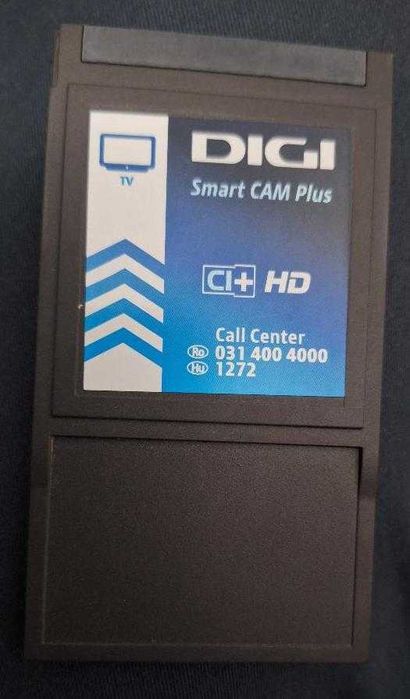 TV
DIGI
Smart CAM Plus
CI+ HD
Call Center
Ro 031 400 4000
Hu 1272